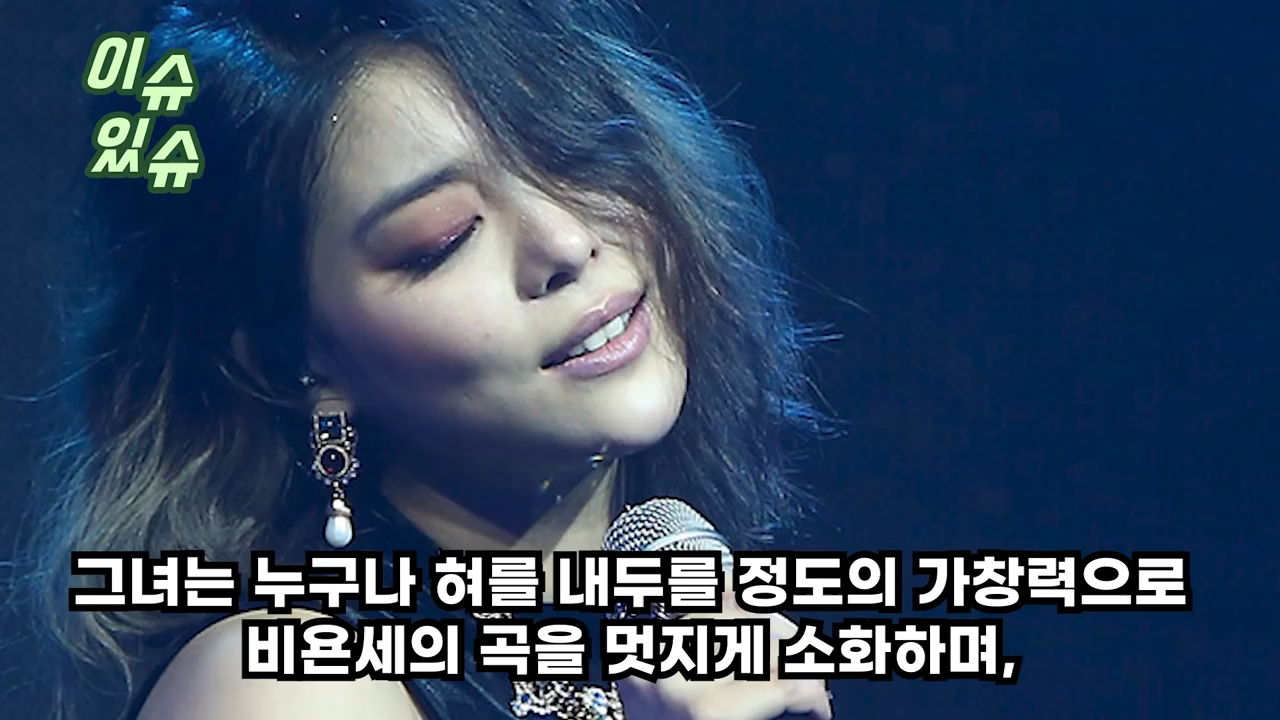 이슈
있슈
그녀는 누구나 혀를 내두를 정도의 가창력으로
비욘세의 곡을 멋지게 소화하며,